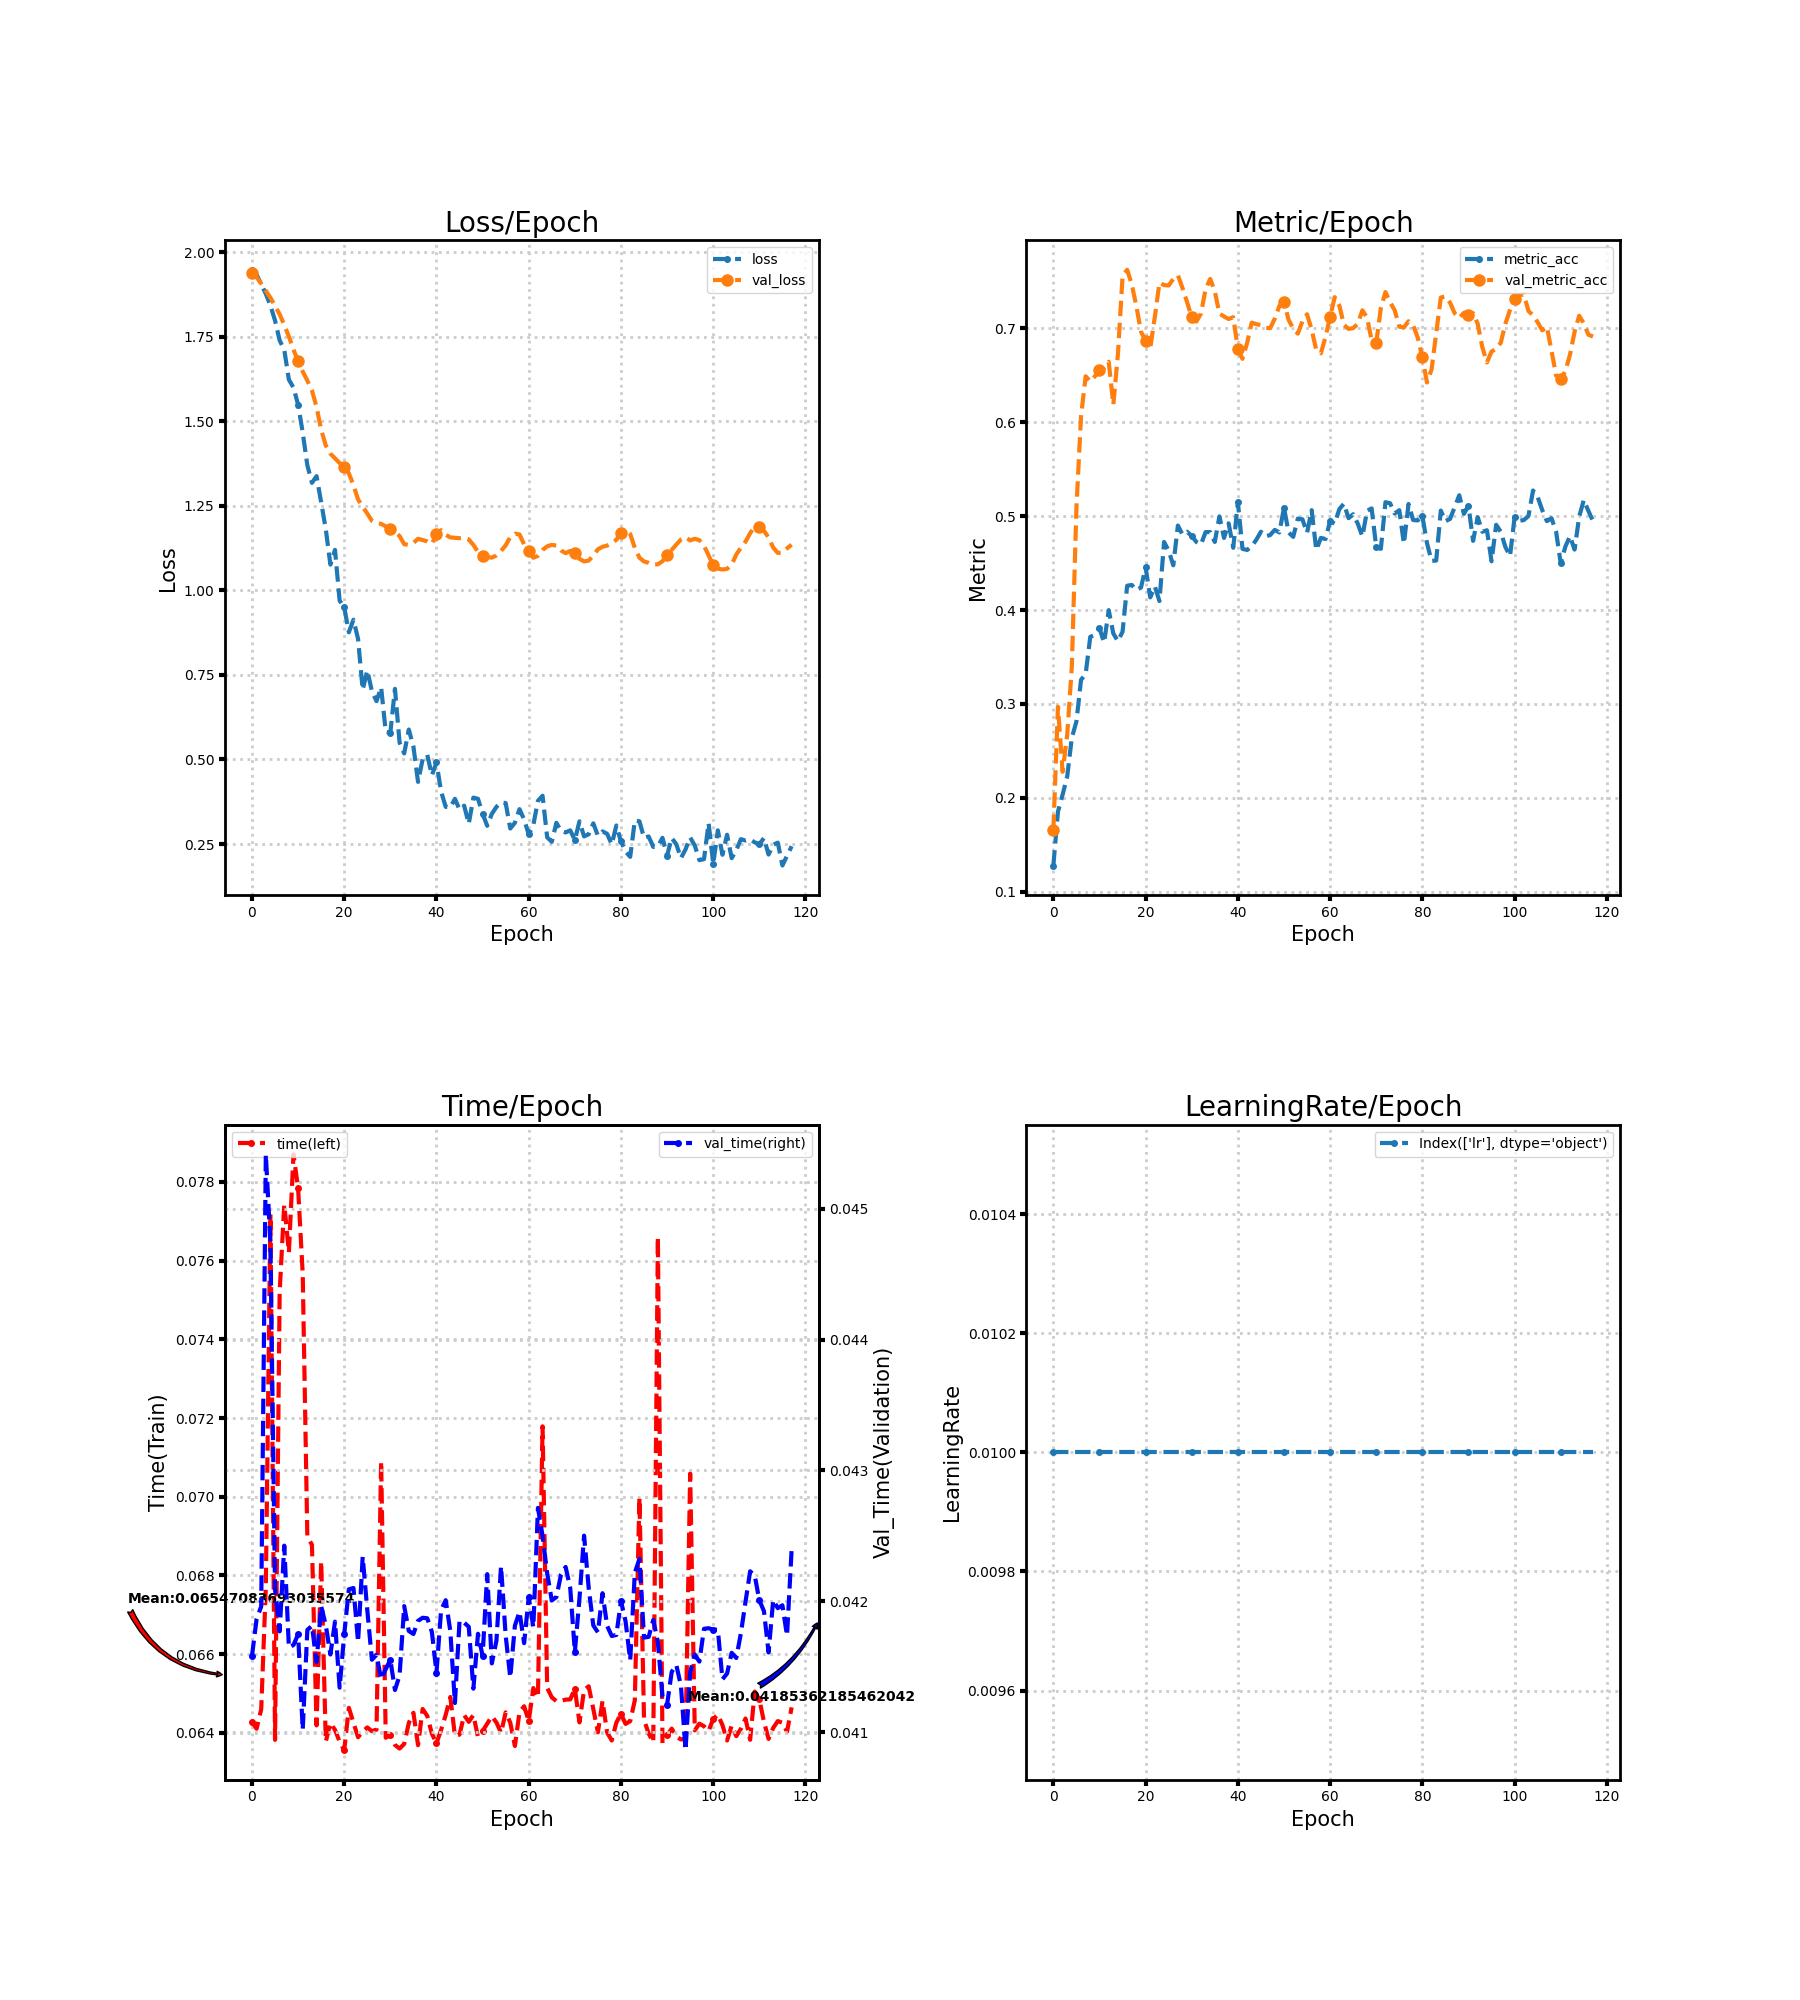 Loss/Epoch
loss
val_loss
2.00
1.75
1.50
1.25
1.00
0.75
0.50
0.25
Loss
0 20 40 60 80 100 120
Epoch
Metric/Epoch
metric_acc
val_metric_acc
0.7
0.6
0.5
0.4
0.3
0.2
0.1
Metric
0 20 40 60 80 100 120
Epoch
Time/Epoch
time(left)
val_time(right)
0.078
0.076
0.074
0.072
0.070
0.068
0.066
0.064
Time(Train)
0.045
0.044
0.043
0.042
0.041
Val_Time(Validation)
Mean:0.04185362185462042
0 20 40 60 80 100 120
Epoch
LearningRate/Epoch
Index(['lr'], dtype='object')
0.0104
0.0102
0.0100
0.0098
0.0096
LearningRate
0 20 40 60 80 100 120
Epoch